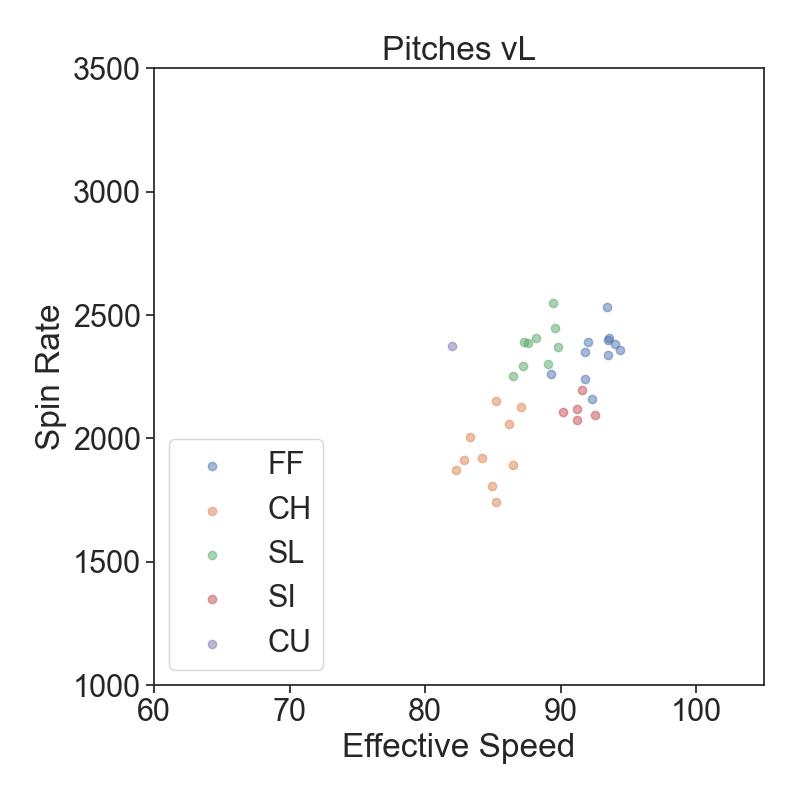 Pitches vL
3500
3000
2500
2000
1500
1000
Spin Rate
FF
CH
SL
SI
CU
60 70 80 90 100
Effective Speed